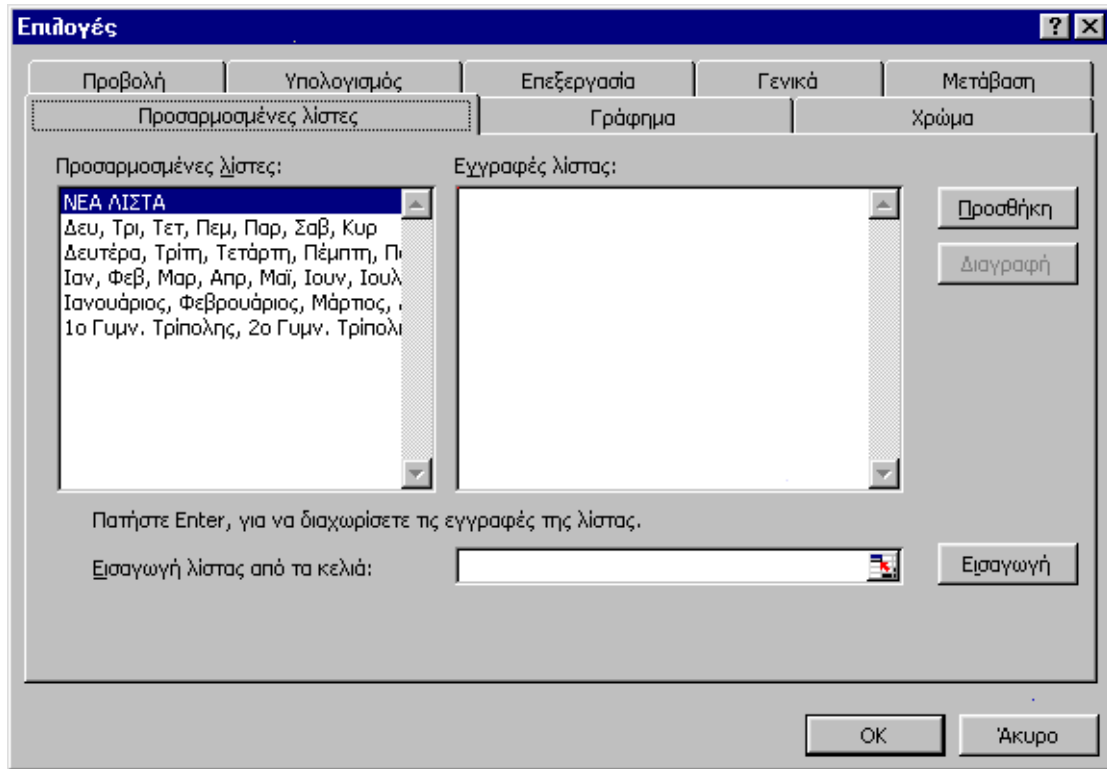 Επιλογές
Προβολή Υπολογισμός Επεξεργασία Γενικά Μετάβαση
Προσαρμοσμένες λίστες Γράφημα Χρώμα
Προσαρμοσμένες λίστες: Εγγραφές λίστας:
ΝΕΑ ΛΙΣΤΑ
Δευ, Τρι, Τετ, Πεμ, Παρ, Σαβ, Κυρ
Δευτέρα, Τρίτη, Τετάρτη, Πέμπτη,
Ιαν, Φεβ, Μαρ, Απρ, Μαϊ, Ιουν, Ιουλ
Ιανουάριος, Φεβρουάριος, Μάρτιος,
1ο Γυμν. Τρίπολης, 2ο Γυμν. Τρίπολι
Προσθήκη
Διαγραφή
Πατήστε Enter, για να διαχωρίσετε τις εγγραφές της λίστας.
Εισαγωγή λίστας από τα κελιά: Εισαγωγή
OK Άκυρο